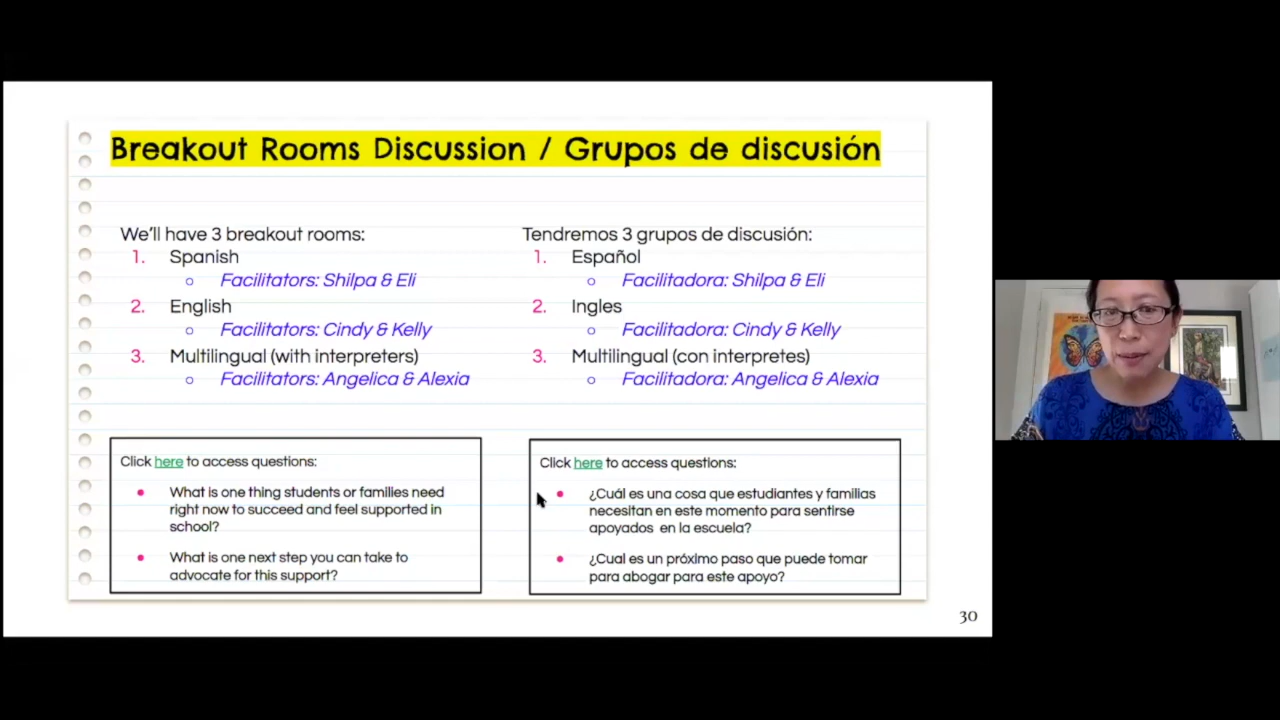 Breakout Rooms Discussion / Grupos de discusión
We'll have 3 breakout rooms:
1. Spanish
○ Facilitators: Shilpa & Eli
2. English
○ Facilitators: Cindy & Kelly
3. Multilingual (with interpreters)
○ Facilitators: Angelica & Alexia
Tendremos 3 grupos de discusión:
1. Español
○ Facilitadora: Shilpa & Eli
2. Ingles
○ Facilitadora: Cindy & Kelly
3. Multilingual (con interpretes)
○ Facilitadora: Angelica & Alexia
Click here to access questions:
● What is one thing students or families need
right now to succeed and feel supported in
school?
● What is one next step you can take to
advocate for this support?
Click here to access questions:
● ¿Cuál es una cosa que estudiantes y familias
necesitan en este momento para sentirse
apoyados en la escuela?
● ¿Cual es un próximo paso que puede tomar
para abogar para este apoyo?
30